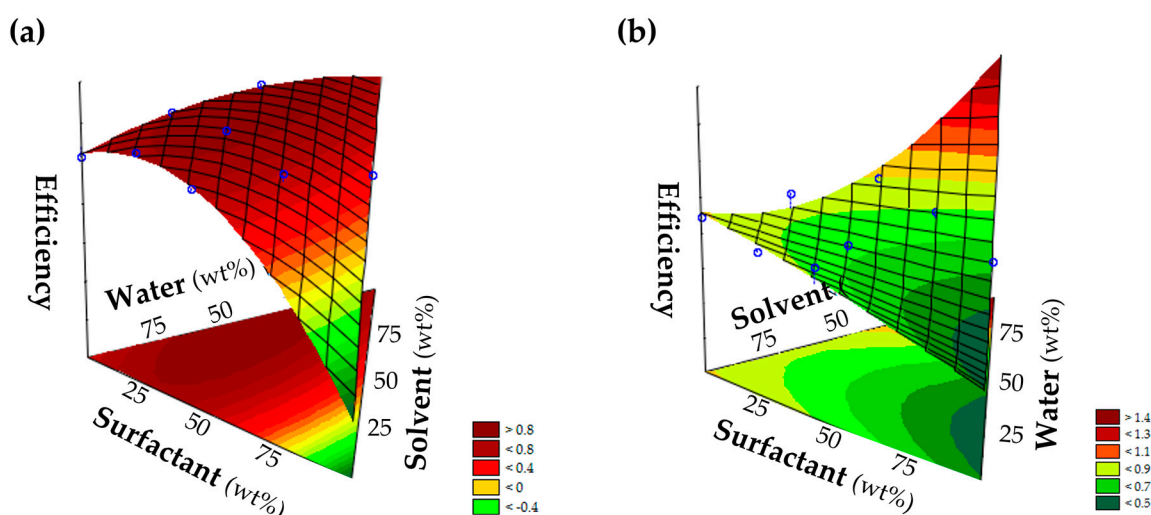 (a)
Efficiency
Water (wt%)
75
50
25
50
75
Surfactant (wt%)
75
50
25
Solvent (wt%)
> 0.8
< 0.8
< 0.4
< 0
< -0.4
(b)
Efficiency
Solvent
75
50
25
50
75
Surfactant (wt%)
75
50
25
Water (wt%)
> 1.4
< 1.3
< 1.1
< 0.9
< 0.7
< 0.5